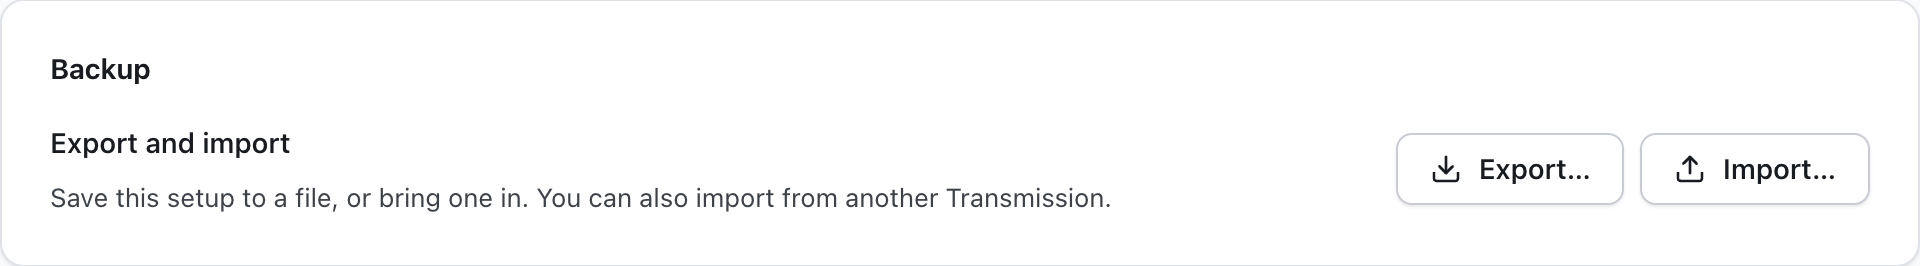 Backup
Export and import
Save this setup to a file, or bring one in. You can also import from another Transmission.
Export...
Import...